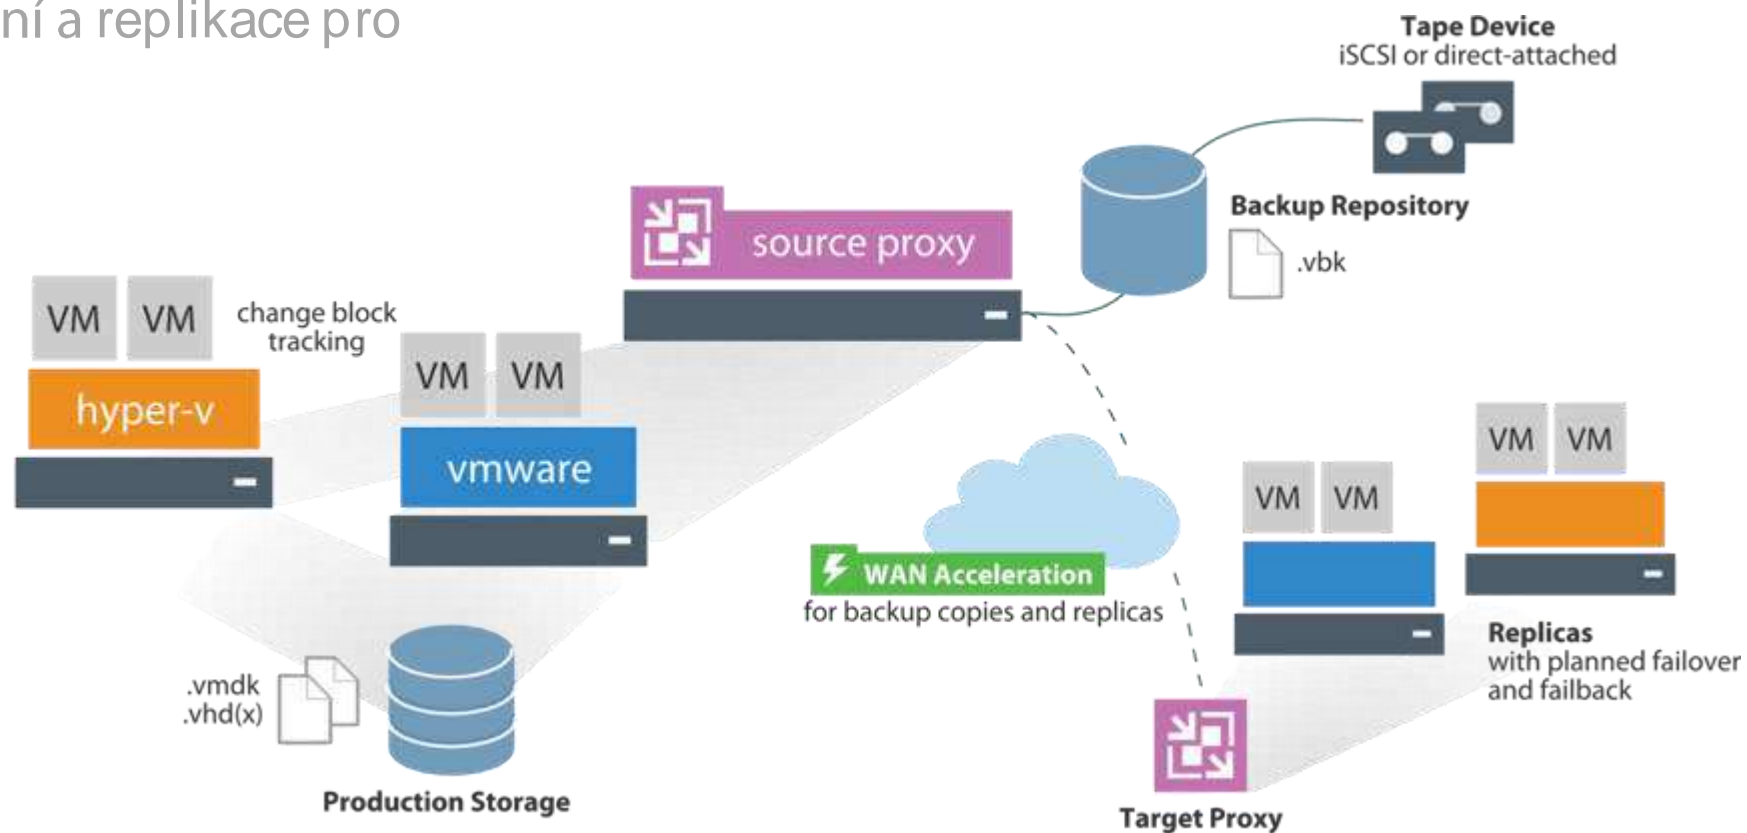 ní a replikace pro
Tape Device
iSCSI or direct-attached
Backup Repository
.vbk
source proxy
VM VM
change block
tracking
hyper-v
VM VM
vmware
.vmdk
.vhd(x)
Production Storage
WAN Acceleration
for backup copies and replicas
VM VM
VM VM
Replicas
with planned failover
and failback
Target Proxy